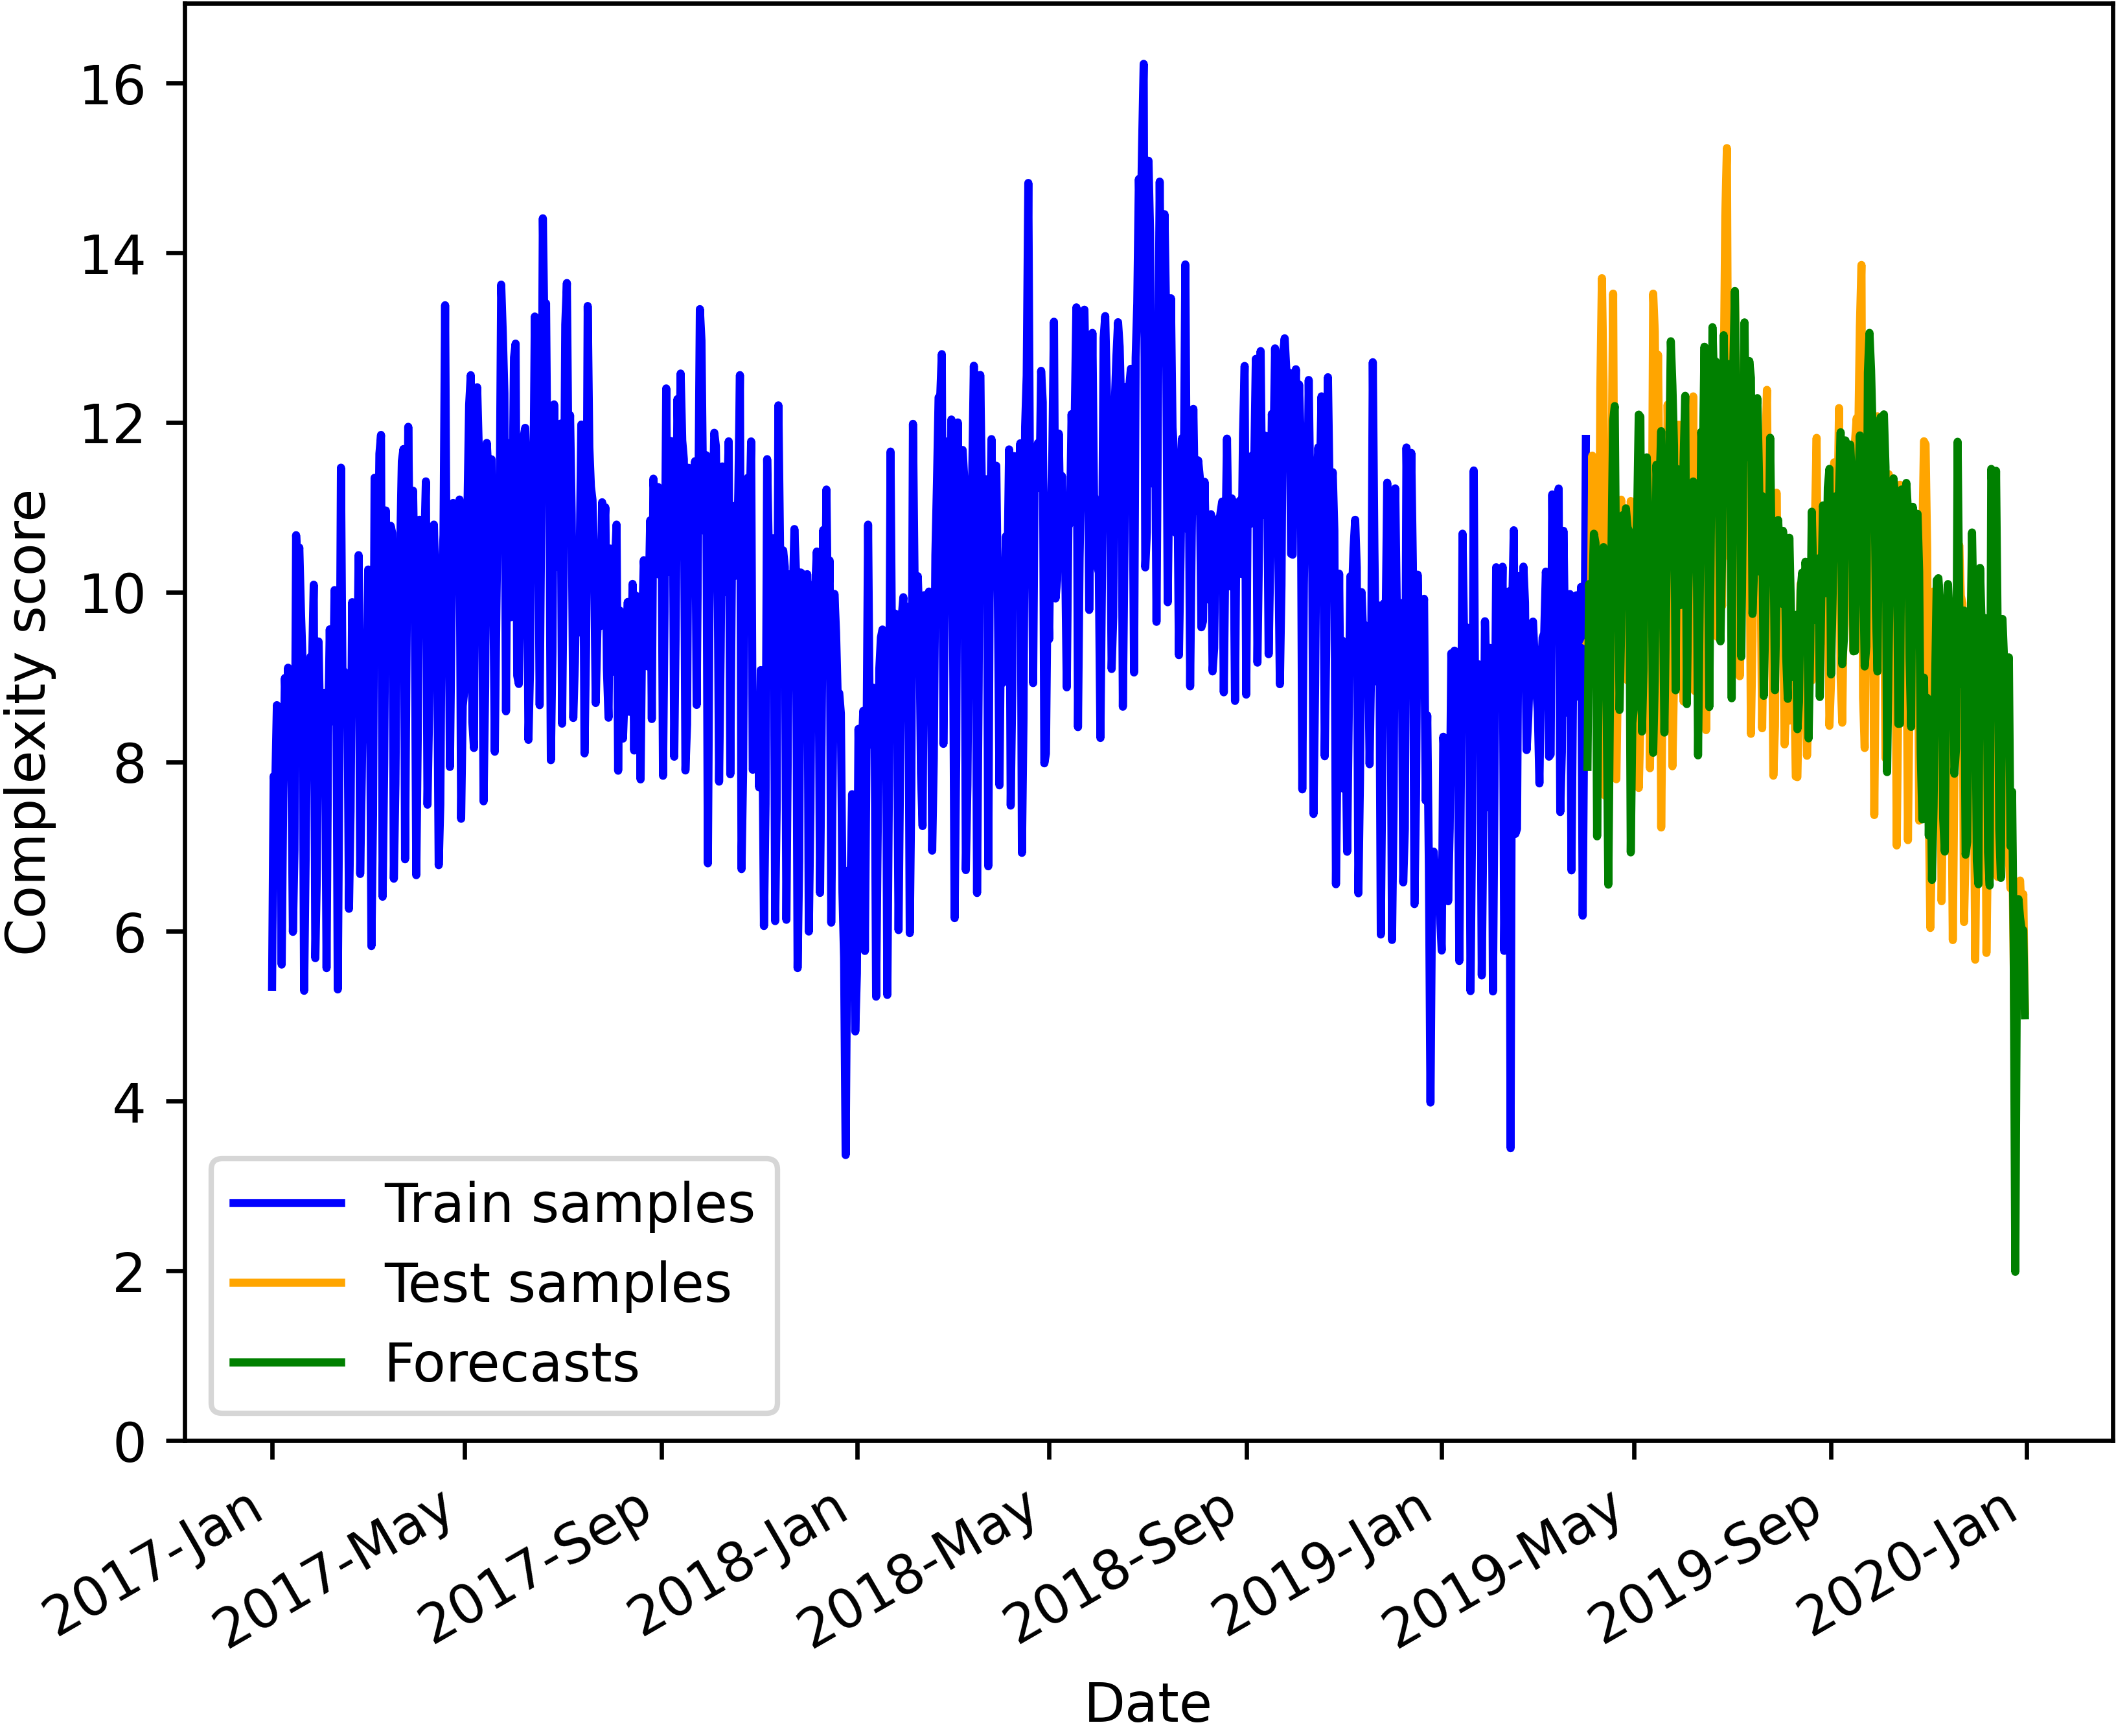 Complexity score
16
14
12
10
8
6
4
2
0
Train samples
Test samples
Forecasts
2017-Jan
2017-May
2017-Sep
2018-Jan
2018-May
2018-Sep
2019-Jan
2019-May
2019-Sep
2020-Jan
Date